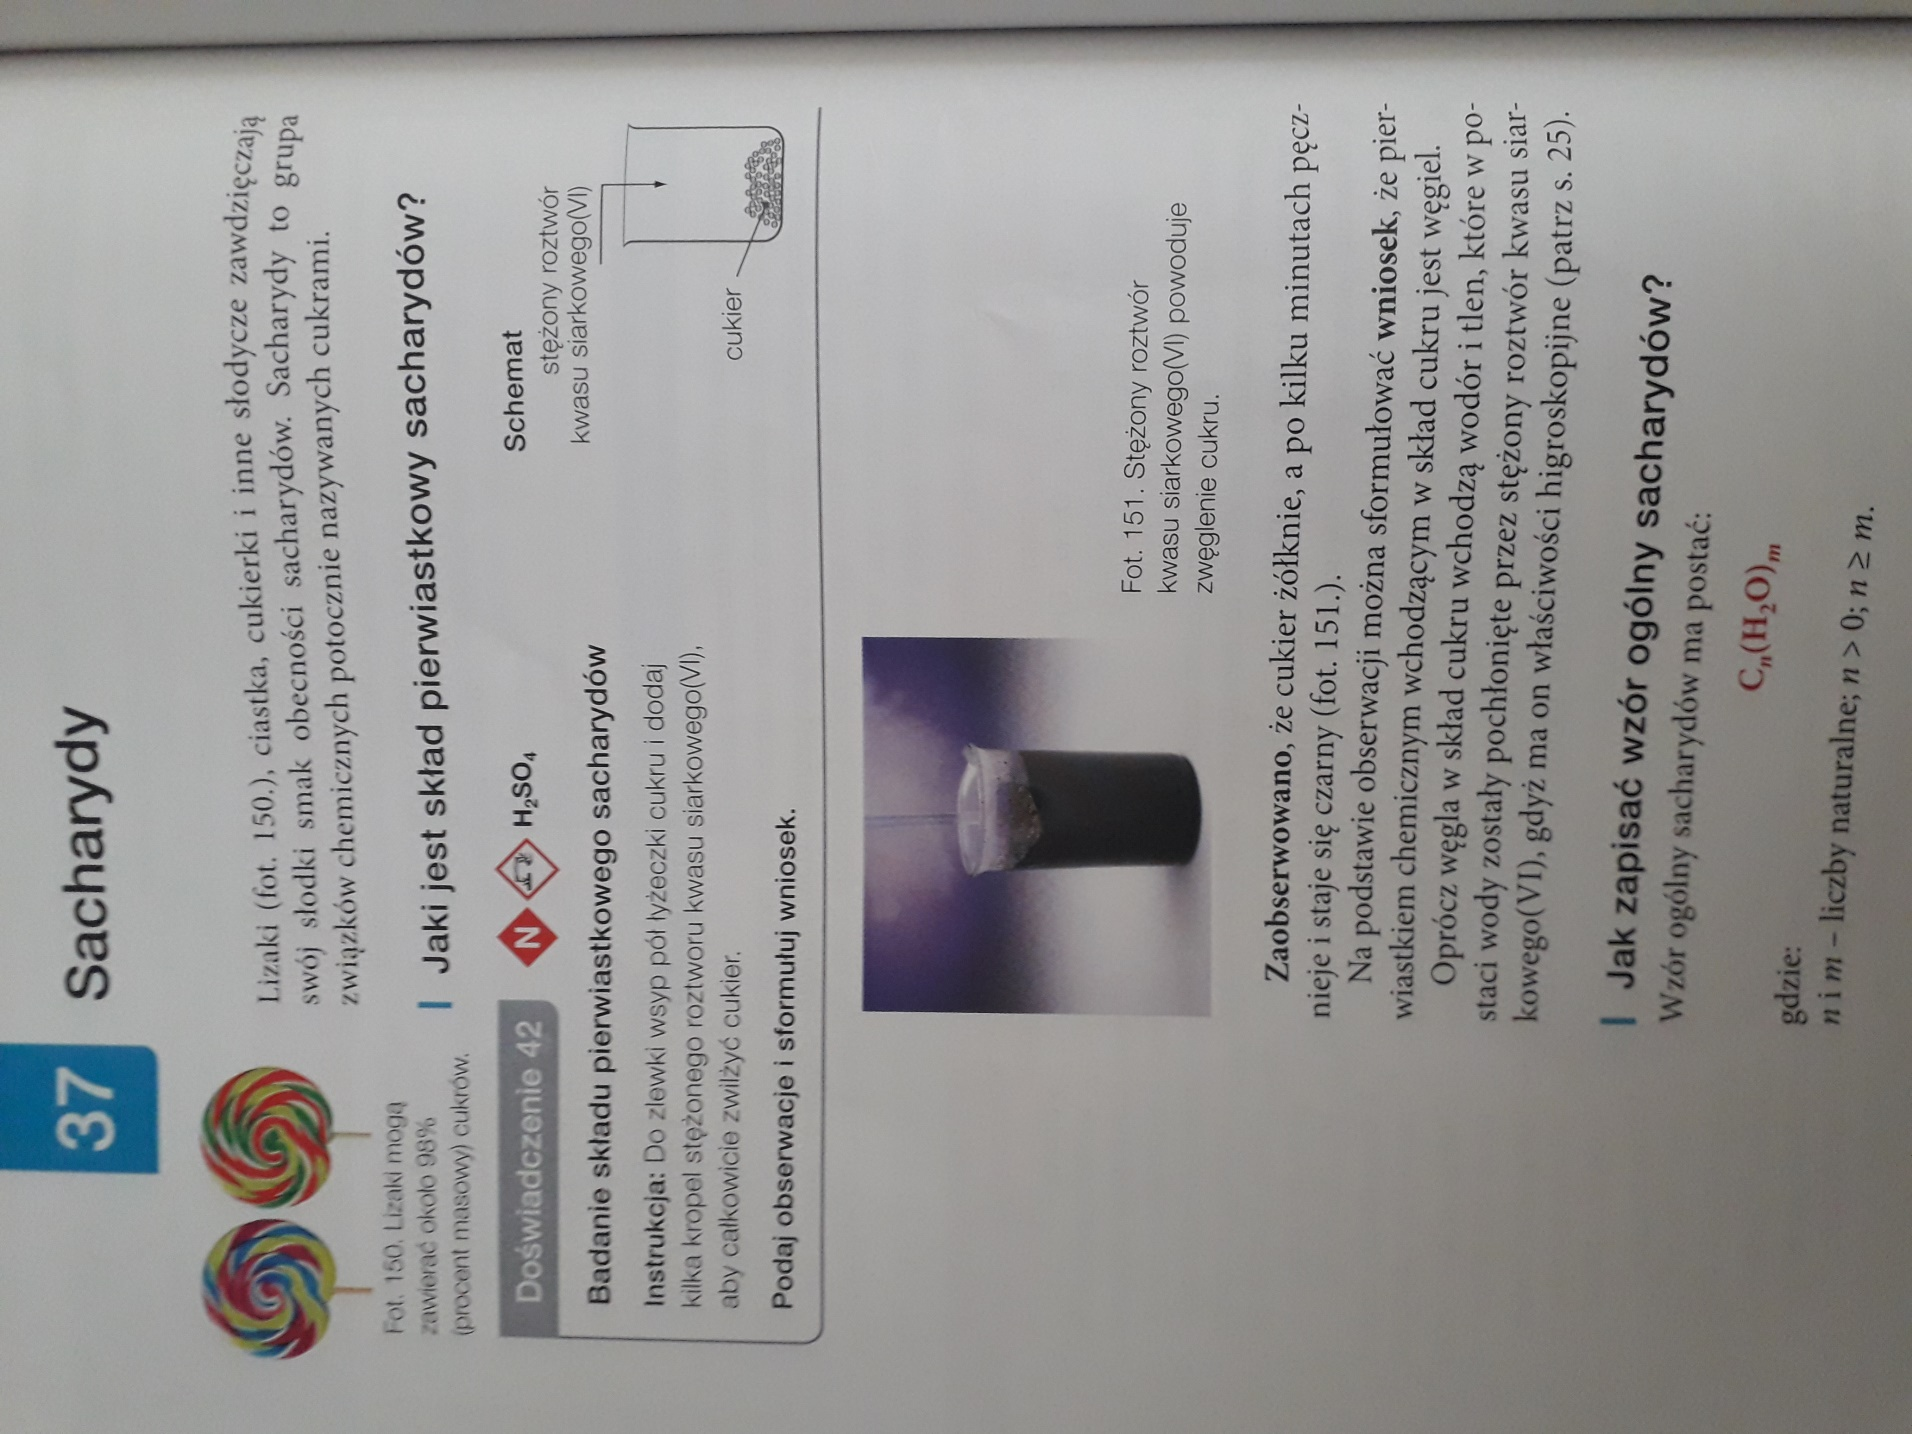 37
Sacharydy
Fot. 150. Lizaki mogą
zawierać około 98%
(procent masowy) cukrów.
Lizaki (fot. 150.), ciastka, cukierki i inne słodycze zawdzięczają
swój słodki smak obecności sacharydów. Sacharydy to grupa
związków chemicznych potocznie nazywanych cukrami.
Jaki jest skład pierwiastkowy sacharydów?
Doświadczenie 42
N
H₂SO₄
Badanie składu pierwiastkowego sacharydów
Instrukcja: Do zlewki wsyp pół łyżeczki cukru i dodaj
kilka kropel stężonego roztworu kwasu siarkowego(VI),
aby całkowicie zwilżyć cukier.
Podaj obserwacje i sformułuj wniosek.
Schemat
stężony roztwór
kwasu siarkowego(VI)
cukier
Fot. 151. Stężony roztwór
kwasu siarkowego(VI) powoduje
zwęglenie cukru.
Zaobserwowano, że cukier żółknie, a po kilku minutach pęcz-
nieje i staje się czarny (fot. 151.).
Na podstawie obserwacji można sformułować wniosek, że pier-
wiastkiem chemicznym wchodzącym w skład cukru jest węgiel.
Oprócz węgla w skład cukru wchodzą wodór i tlen, które w po-
staci wody zostały pochłonięte przez stężony roztwór kwasu siar-
kowego(VI), gdyż ma on właściwości higroskopijne (patrz s. 25).
Jak zapisać wzór ogólny sacharydów?
Wzór ogólny sacharydów ma postać:
Cₙ(H₂O)ₘ
gdzie:
n i m – liczby naturalne; n > 0; n ≥ m.